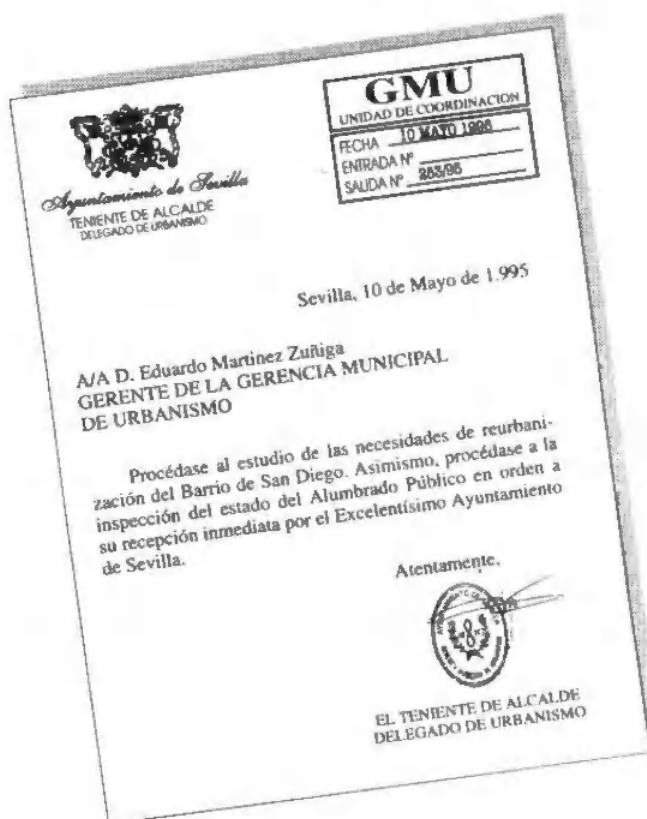 Ayuntamiento de Sevilla
TENIENTE DE ALCALDE
DELEGADO DE URBANISMO
GMU
UNIDAD DE COORDINACION
FECHA 10 MAYO 1995
ENTRADA Nº
SALIDA Nº 263/95
Sevilla, 10 de Mayo de 1.995
A/A D. Eduardo Martinez Zuñiga
GERENTE DE LA GERENCIA MUNICIPAL
DE URBANISMO
Procédase al estudio de las necesidades de reurbani-
zación del Barrio de San Diego. Asimismo, procédase a la
inspección del estado del Alumbrado Público en orden a
su recepción inmediata por el Excelentísimo Ayuntamiento
de Sevilla.
Atentamente,
EL TENIENTE DE ALCALDE
DELEGADO DE URBANISMO